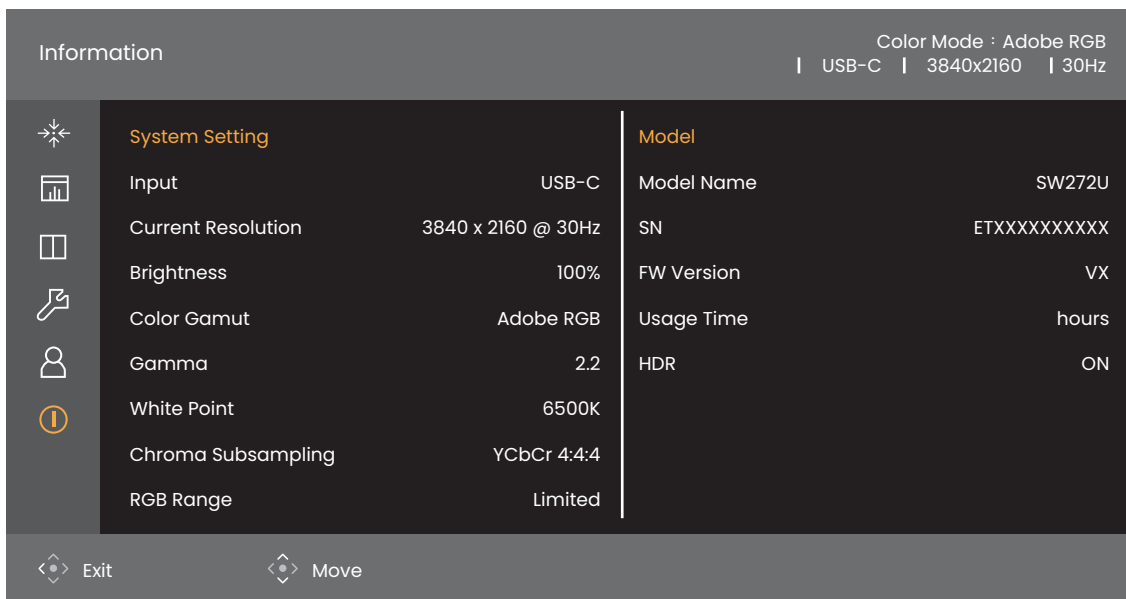 Information
Color Mode : Adobe RGB
| USB-C | 3840x2160 | 30Hz
System Setting
Input USB-C
Current Resolution 3840 x 2160 @ 30Hz
Brightness 100%
Color Gamut Adobe RGB
Gamma 2.2
White Point 6500K
Chroma Subsampling YCbCr 4:4:4
RGB Range Limited
Model
Model Name SW272U
SN ETXXXXXXXXXX
FW Version VX
Usage Time hours
HDR ON
Exit Move